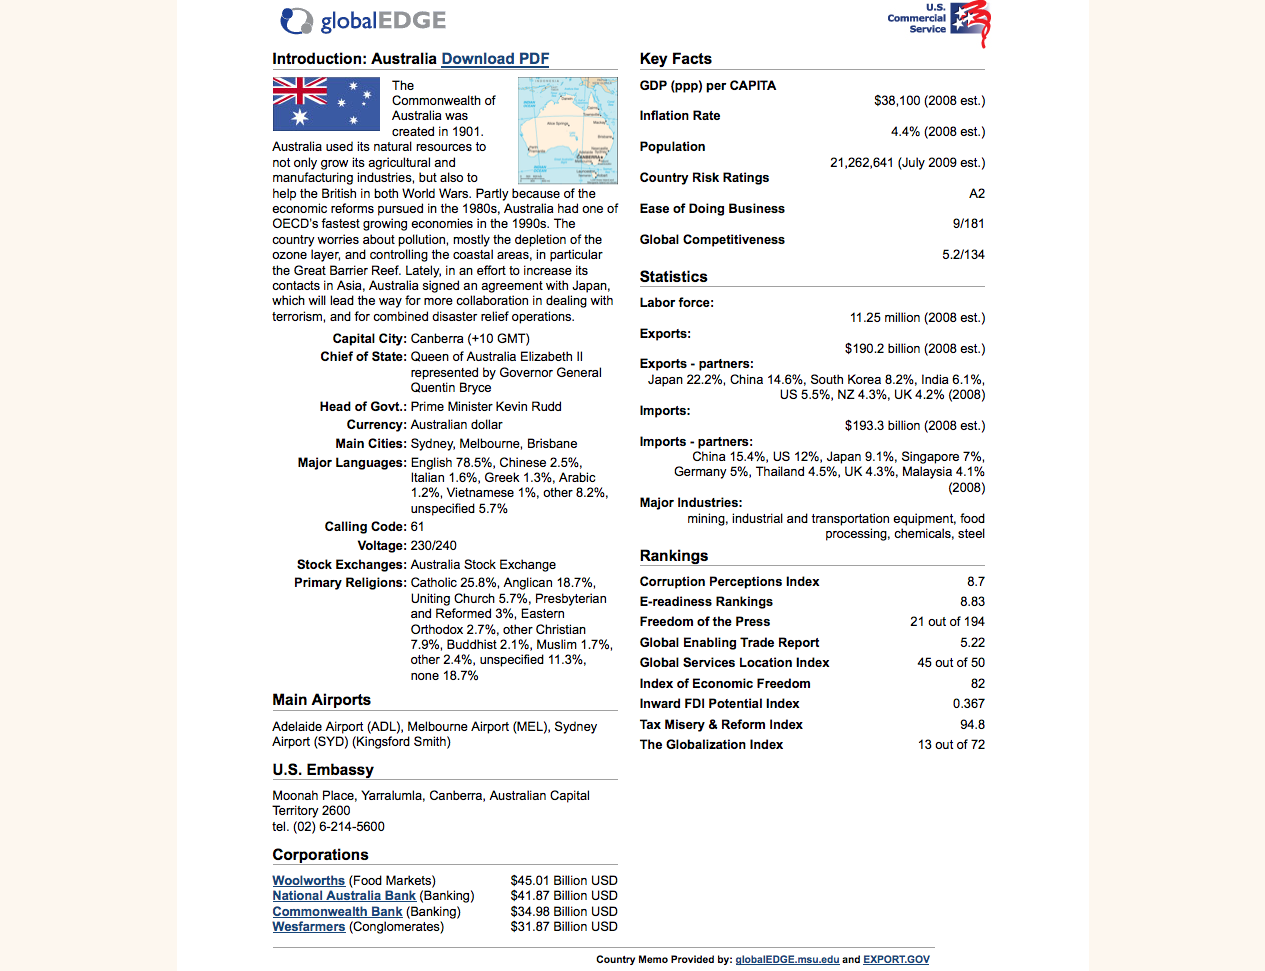 globalEDGE
U.S.
Commercial
Service
Introduction: Australia Download PDF
The
Commonwealth of
Australia was
created in 1901.
Australia used its natural resources to
not only grow its agricultural and
manufacturing industries, but also to
help the British in both World Wars. Partly because of the
economic reforms pursued in the 1980s, Australia had one of
OECD's fastest growing economies in the 1990s. The
country worries about pollution, mostly the depletion of the
ozone layer, and controlling the coastal areas, in particular
the Great Barrier Reef. Lately, in an effort to increase its
contacts in Asia, Australia signed an agreement with Japan,
which will lead the way for more collaboration in dealing with
terrorism, and for combined disaster relief operations.
Capital City: Canberra (+10 GMT)
Chief of State: Queen of Australia Elizabeth II
represented by Governor General
Quentin Bryce
Head of Govt.: Prime Minister Kevin Rudd
Currency: Australian dollar
Main Cities: Sydney, Melbourne, Brisbane
Major Languages: English 78.5%, Chinese 2.5%,
Italian 1.6%, Greek 1.3%, Arabic
1.2%, Vietnamese 1%, other 8.2%,
unspecified 5.7%
Calling Code: 61
Voltage: 230/240
Stock Exchanges: Australia Stock Exchange
Primary Religions: Catholic 25.8%, Anglican 18.7%,
Uniting Church 5.7%, Presbyterian
and Reformed 3%, Eastern
Orthodox 2.7%, other Christian
7.9%, Buddhist 2.1%, Muslim 1.7%,
other 2.4%, unspecified 11.3%,
none 18.7%
Main Airports
Adelaide Airport (ADL), Melbourne Airport (MEL), Sydney
Airport (SYD) (Kingsford Smith)
U.S. Embassy
Moonah Place, Yarralumla, Canberra, Australian Capital
Territory 2600
tel. (02) 6-214-5600
Corporations
Woolworths (Food Markets) $45.01 Billion USD
National Australia Bank (Banking) $41.87 Billion USD
Commonwealth Bank (Banking) $34.98 Billion USD
Wesfarmers (Conglomerates) $31.87 Billion USD
Key Facts
GDP (ppp) per CAPITA
$38,100 (2008 est.)
Inflation Rate
4.4% (2008 est.)
Population
21,262,641 (July 2009 est.)
Country Risk Ratings
A2
Ease of Doing Business
9/181
Global Competitiveness
5.2/134
Statistics
Labor force:
11.25 million (2008 est.)
Exports:
$190.2 billion (2008 est.)
Exports - partners:
Japan 22.2%, China 14.6%, South Korea 8.2%, India 6.1%,
US 5.5%, NZ 4.3%, UK 4.2% (2008)
Imports:
$193.3 billion (2008 est.)
Imports - partners:
China 15.4%, US 12%, Japan 9.1%, Singapore 7%,
Germany 5%, Thailand 4.5%, UK 4.3%, Malaysia 4.1%
(2008)
Major Industries:
mining, industrial and transportation equipment, food
processing, chemicals, steel
Rankings
Corruption Perceptions Index 8.7
E-readiness Rankings 8.83
Freedom of the Press 21 out of 194
Global Enabling Trade Report 5.22
Global Services Location Index 45 out of 50
Index of Economic Freedom 82
Inward FDI Potential Index 0.367
Tax Misery & Reform Index 94.8
The Globalization Index 13 out of 72
Country Memo Provided by: globalEDGE.msu.edu and EXPORT.GOV